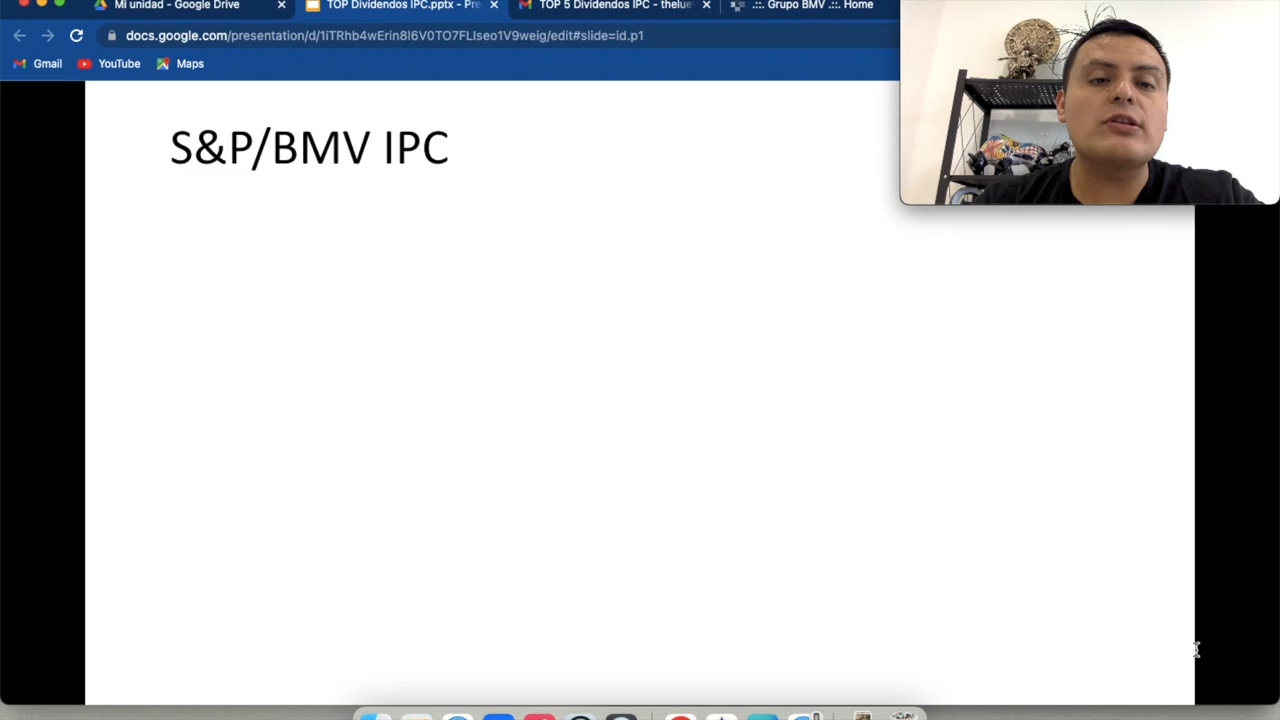 Mi unidad - Google Drive
TOP Dividendos IPC.pptx - Pre
TOP 5 Dividendos IPC - thelue
.::. Grupo BMV .::. Home
docs.google.com/presentation/d/1iTRhb4wErin8I6V0TO7FLIseo1V9weig/edit#slide=id.p1
Gmail
YouTube
Maps
S&P/BMV IPC